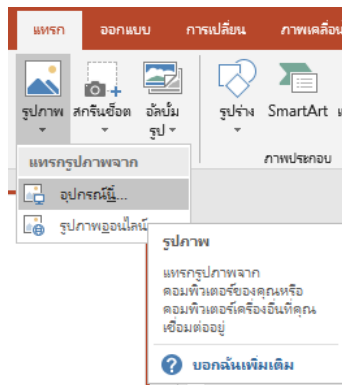 แทรก ออกแบบ การเปลี่ยน ภาพเคลื่อน
รูปภาพ สกรีนช็อต อัลบั้ม รูปร่าง SmartArt
รูป
ภาพประกอบ
แทรกรูปภาพจาก
อุปกรณ์นี้...
รูปภาพออนไลน์
รูปภาพ
แทรกรูปภาพจาก
คอมพิวเตอร์ของคุณหรือ
คอมพิวเตอร์เครื่องอื่นที่คุณ
เชื่อมต่ออยู่
บอกฉันเพิ่มเติม